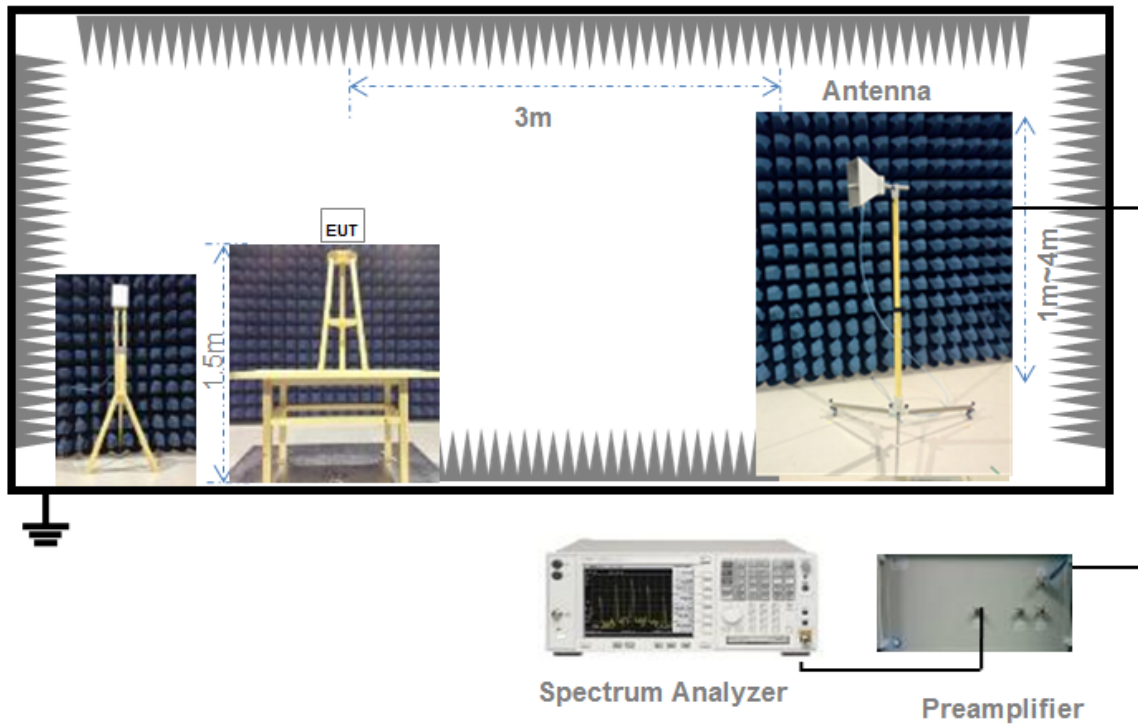 Antenna
3m
EUT
1.5m
1m~4m
Spectrum Analyzer
Preamplifier